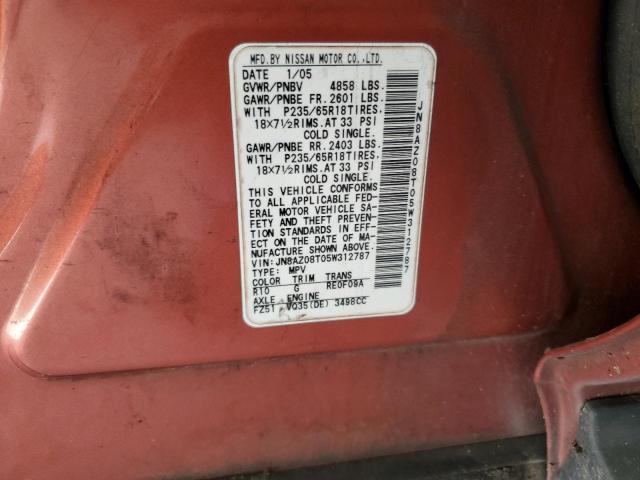 MFD.BY NISSAN MOTOR CO.,LTD.
DATE 1/05
GVWR/PNBV 4858 LBS.
GAWR/PNBE FR. 2601 LBS.
WITH P235/65R18TIRES.
18X7½RIMS.AT 33 PSI
COLD SINGLE.
GAWR/PNBE RR. 2403 LBS.
WITH P235/65R18TIRES.
18X7½RIMS.AT 33 PSI
COLD SINGLE.
THIS VEHICLE CONFORMS
TO ALL APPLICABLE FED-
ERAL MOTOR VEHICLE SA-
FETY AND THEFT PREVEN-
TION STANDARDS IN EFF-
ECT ON THE DATE OF MA-
NUFACTURE SHOWN ABOVE.
VIN: JN8AZ08T05W312787
TYPE: MPV
COLOR TRIM TRANS
R10 G RE0F09A
AXLE ENGINE
FZ51 VQ35(DE) 3498CC
JN8AZ08T05W312787